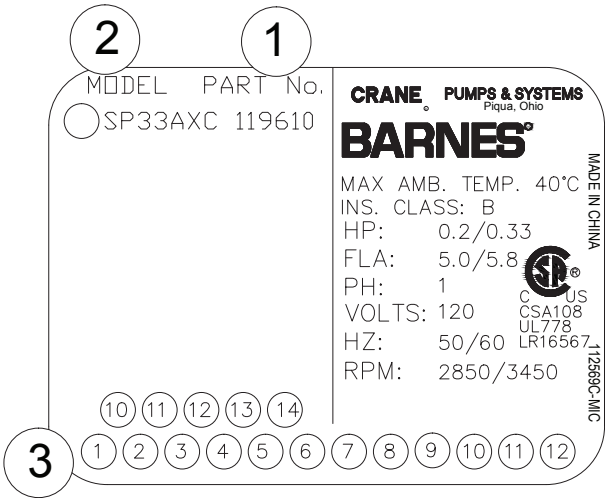 2 1
MODEL PART No.
SP33AXC 119610
CRANE PUMPS & SYSTEMS
Piqua, Ohio
BARNES®
MAX AMB. TEMP. 40°C
INS. CLASS: B
HP: 0.2/0.33
FLA: 5.0/5.8
PH: 1
VOLTS: 120
HZ: 50/60
RPM: 2850/3450
SP®
C US
CSA108
UL778
LR16567
MADE IN CHINA
112569C-MIC
10 11 12 13 14
3
1 2 3 4 5 6 7 8 9 10 11 12